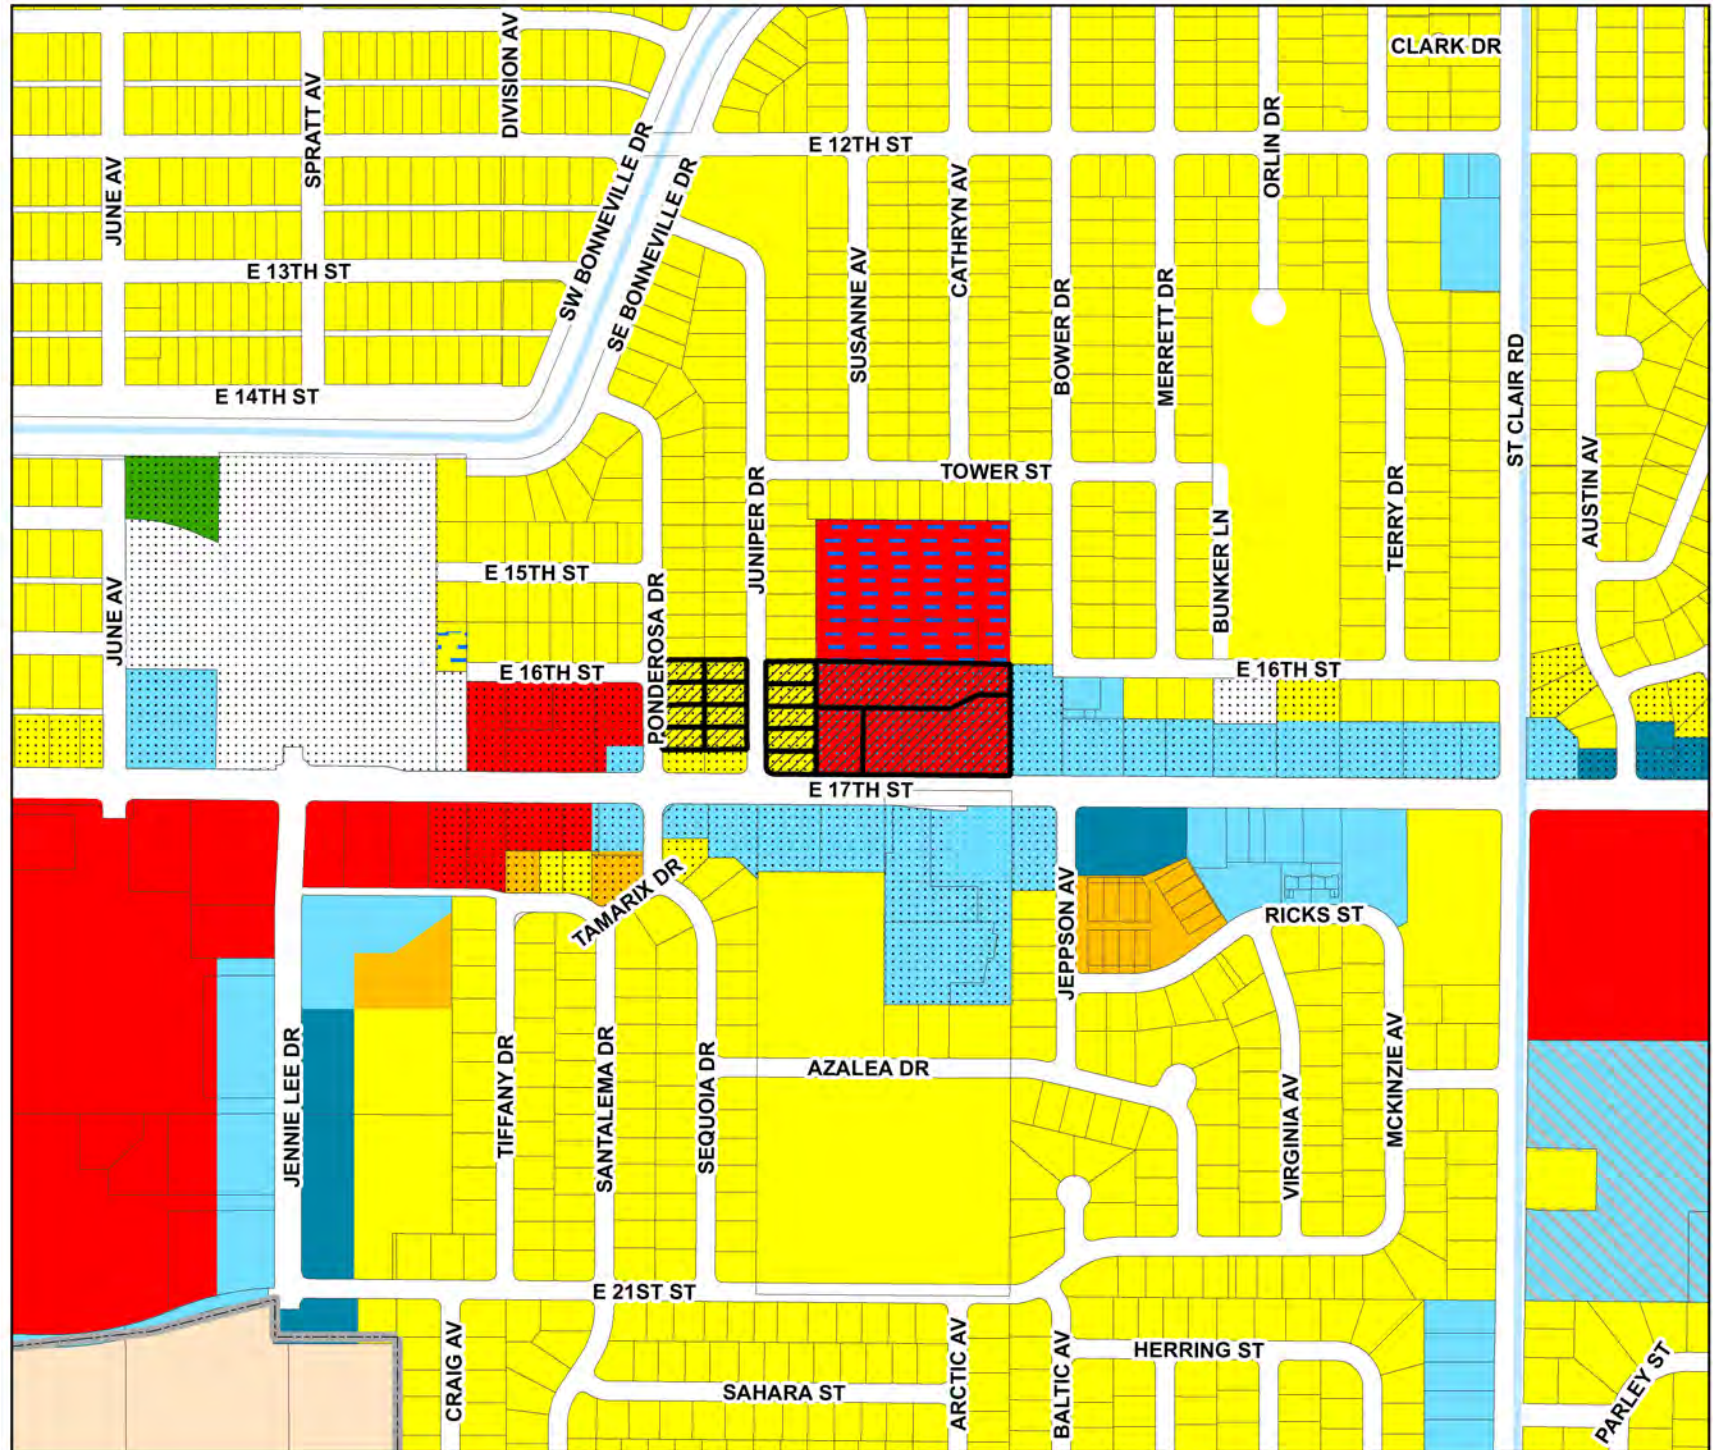 CLARK DR
DIVISION AV
SPRATT AV
JUNE AV
E 12TH ST
ORLIN DR
SW BONNEVILLE DR
SE BONNEVILLE DR
CATHRYN AV
SUSANNE AV
E 13TH ST
BOWER DR
MERRETT DR
ST CLAIR RD
E 14TH ST
TOWER ST
JUNIPER DR
TERRY DR
AUSTIN AV
BUNKER LN
E 15TH ST
JUNE AV
PONDEROSA DR
E 16TH ST
E 16TH ST
E 17TH ST
TAMARIX DR
JEPPSON AV
RICKS ST
JENNIE LEE DR
TIFFANY DR
SANTALEMA DR
SEQUOIA DR
AZALEA DR
VIRGINIA AV
MCKINZIE AV
E 21ST ST
CRAIG AV
ARCTIC AV
BALTIC AV
HERRING ST
SAHARA ST
PARLEY ST